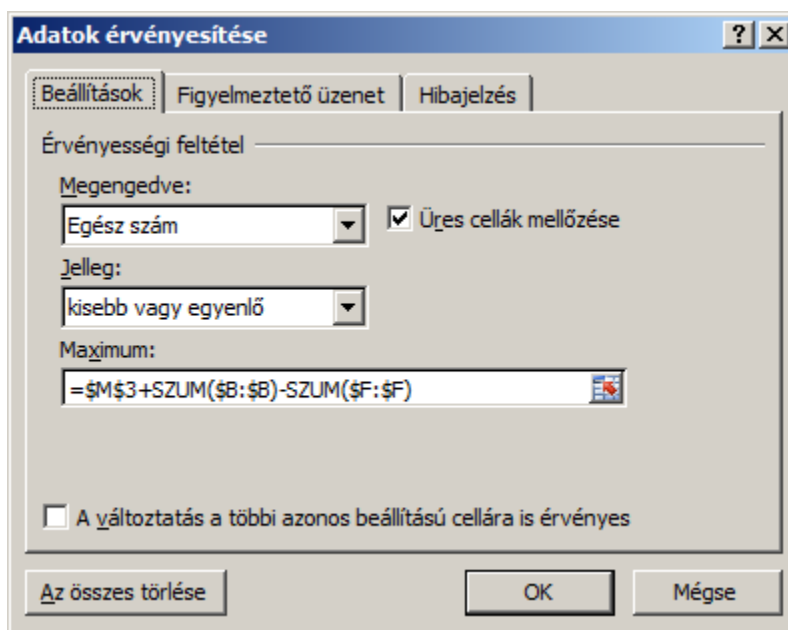 Adatok érvényesítése
Beállítások Figyelmeztető üzenet Hibajelzés
Érvényességi feltétel
Megengedve:
Egész szám Üres cellák mellőzése
Jelleg:
kisebb vagy egyenlő
Maximum:
=$M$3+SZUM($B:$B)-SZUM($F:$F)
A változtatás a többi azonos beállítású cellára is érvényes
Az összes törlése OK Mégse